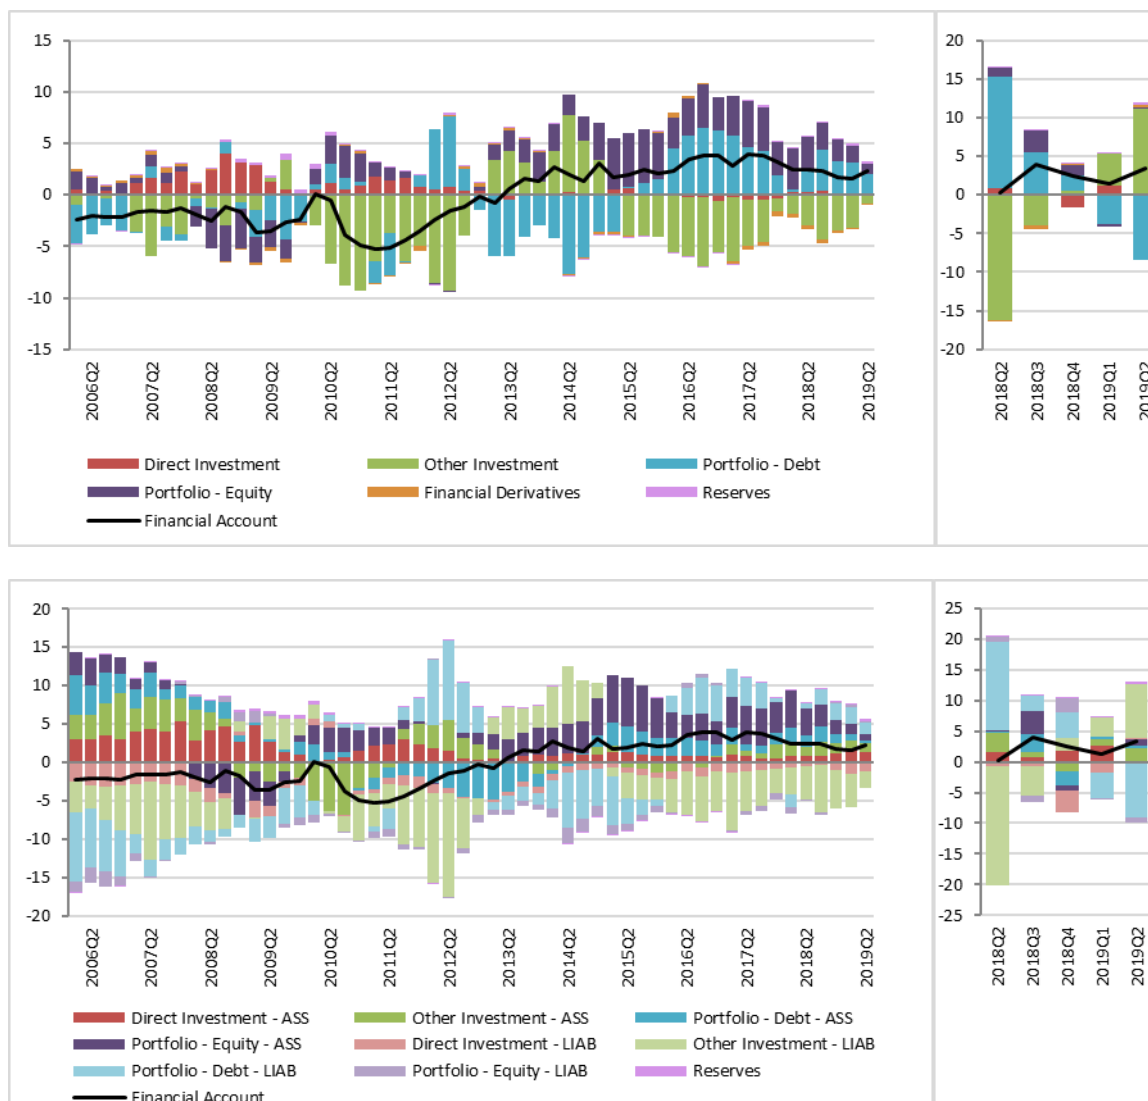 15
10
5
0
-5
-10
-15
2006Q2
2007Q2
2008Q2
2009Q2
2010Q2
2011Q2
2012Q2
2013Q2
2014Q2
2015Q2
2016Q2
2017Q2
2018Q2
2019Q2
Direct Investment
Other Investment
Portfolio - Debt
Portfolio - Equity
Financial Derivatives
Reserves
Financial Account
20
15
10
5
0
-5
-10
-15
-20
2018Q2
2018Q3
2018Q4
2019Q1
2019Q2
20
15
10
5
0
-5
-10
-15
-20
2006Q2
2007Q2
2008Q2
2009Q2
2010Q2
2011Q2
2012Q2
2013Q2
2014Q2
2015Q2
2016Q2
2017Q2
2018Q2
2019Q2
Direct Investment - ASS
Other Investment - ASS
Portfolio - Debt - ASS
Portfolio - Equity - ASS
Direct Investment - LIAB
Other Investment - LIAB
Portfolio - Debt - LIAB
Portfolio - Equity - LIAB
Reserves
Financial Account
25
20
15
10
5
0
-5
-10
-15
-20
-25
2018Q2
2018Q3
2018Q4
2019Q1
2019Q2